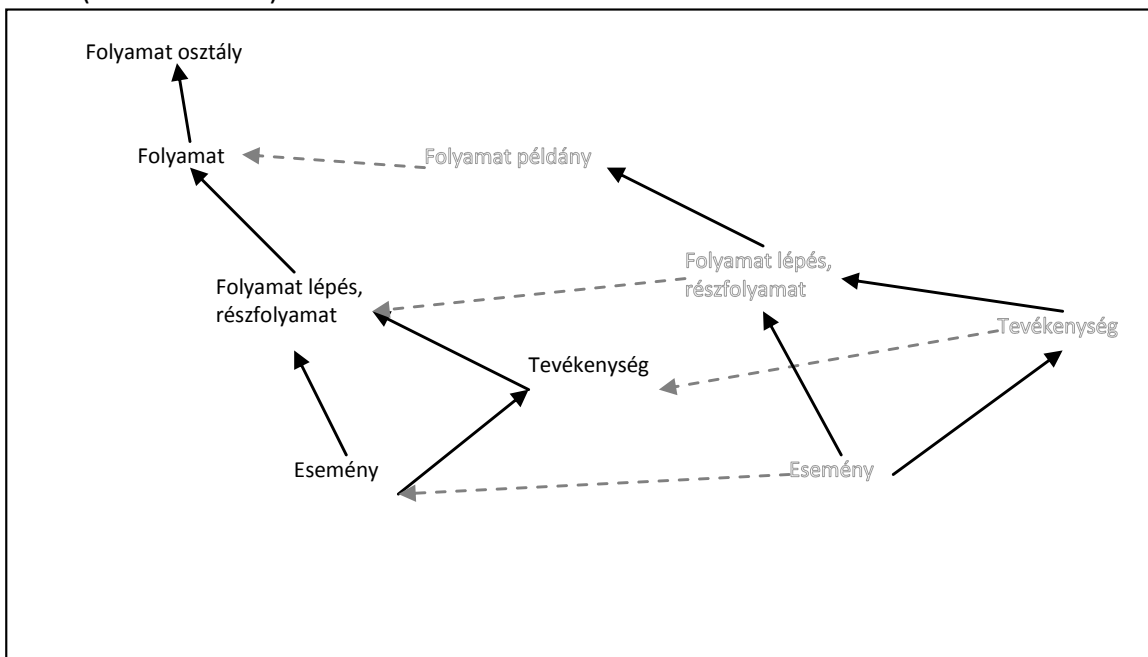 Folyamat osztály
Folyamat
Folyamat példány
Folyamat lépés,
részfolyamat
Folyamat lépés,
részfolyamat
Tevékenység
Tevékenység
Esemény
Esemény